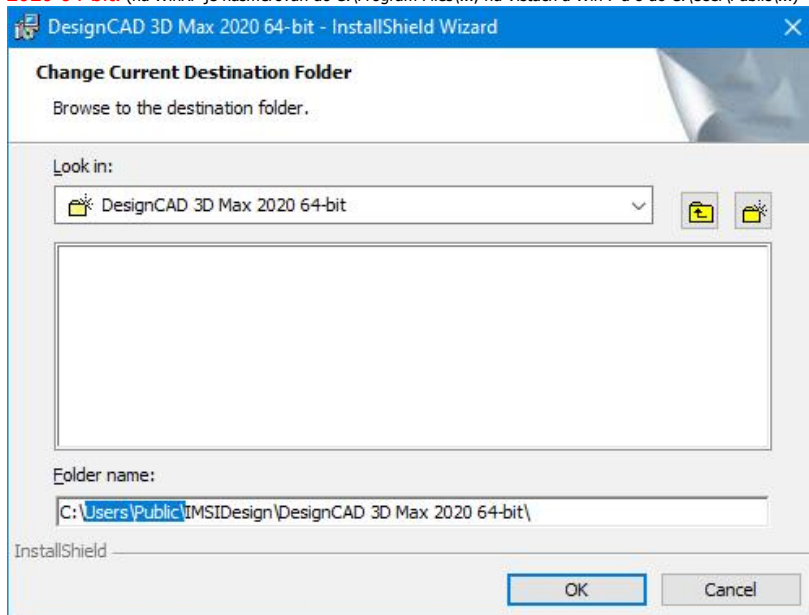 DesignCAD 3D Max 2020 64-bit - InstallShield Wizard
Change Current Destination Folder
Browse to the destination folder.
Look in:
DesignCAD 3D Max 2020 64-bit
Folder name:
C:\Users\Public\IMSIDesign\DesignCAD 3D Max 2020 64-bit\
InstallShield
OK Cancel